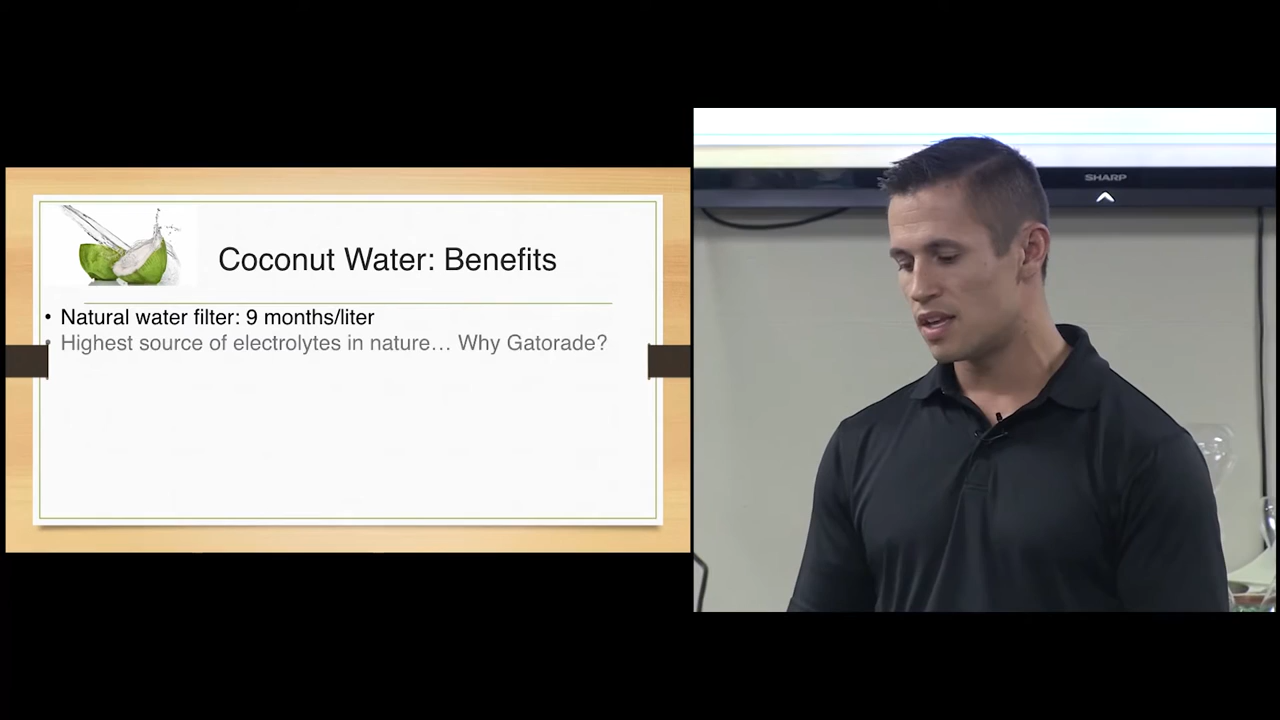 Coconut Water: Benefits
• Natural water filter: 9 months/liter
• Highest source of electrolytes in nature… Why Gatorade?
SHARP